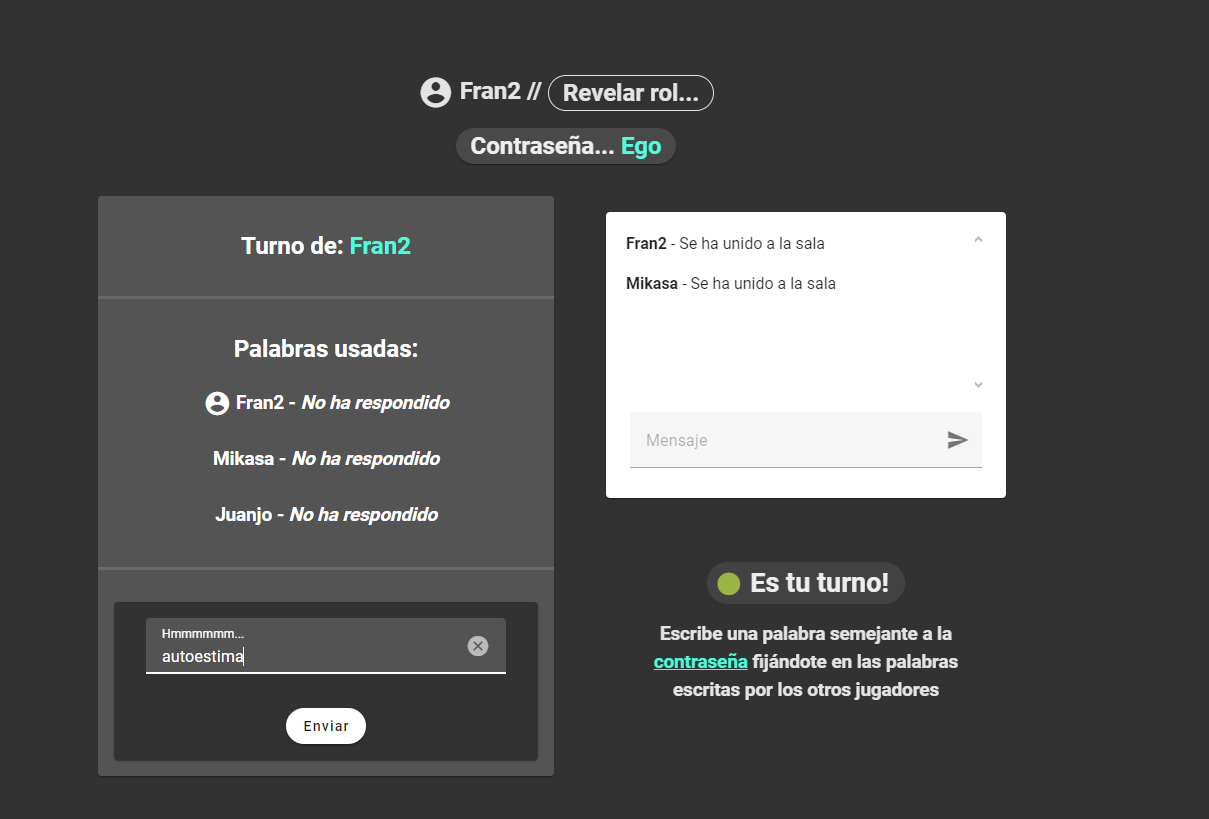 Fran2 // Revelar rol...
Contraseña... Ego
Turno de: Fran2
Palabras usadas:
Fran2 - No ha respondido
Mikasa - No ha respondido
Juanjo - No ha respondido
Hmmmmmm...
autoestima
Enviar
Fran2 - Se ha unido a la sala
Mikasa - Se ha unido a la sala
Mensaje
Es tu turno!
Escribe una palabra semejante a la
contraseña fijándote en las palabras
escritas por los otros jugadores